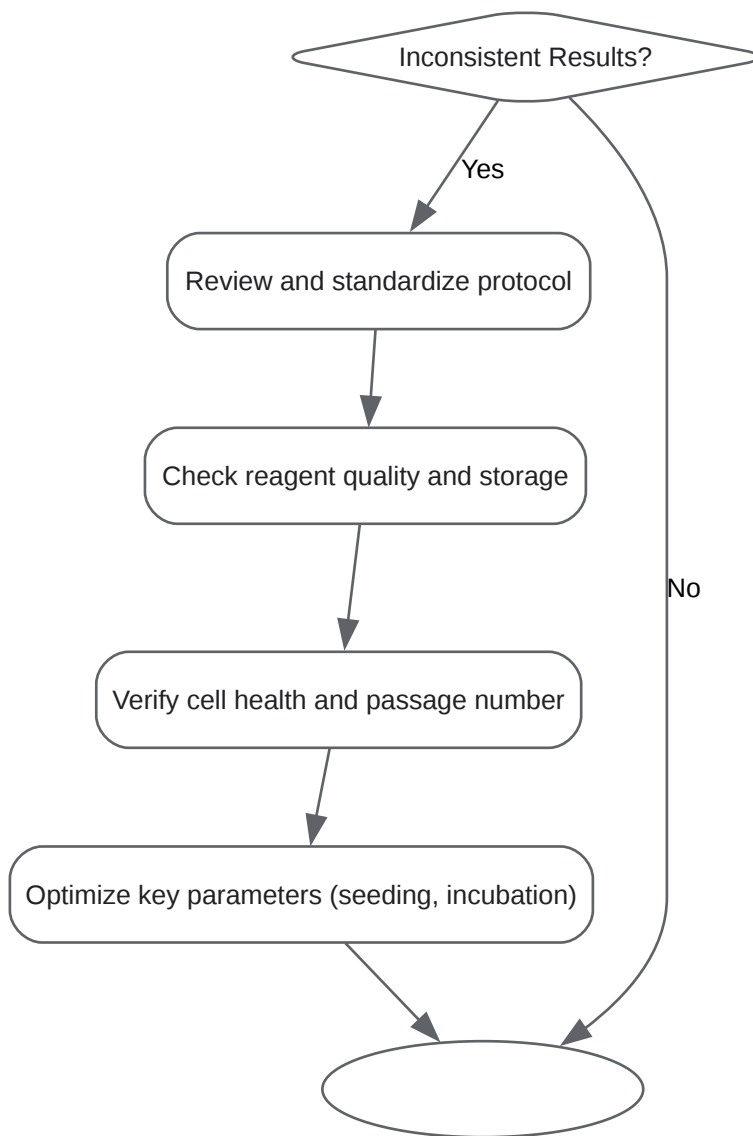 Inconsistent Results?
Yes
Review and standardize protocol
Check reagent quality and storage
No
Verify cell health and passage number
Optimize key parameters (seeding, incubation)